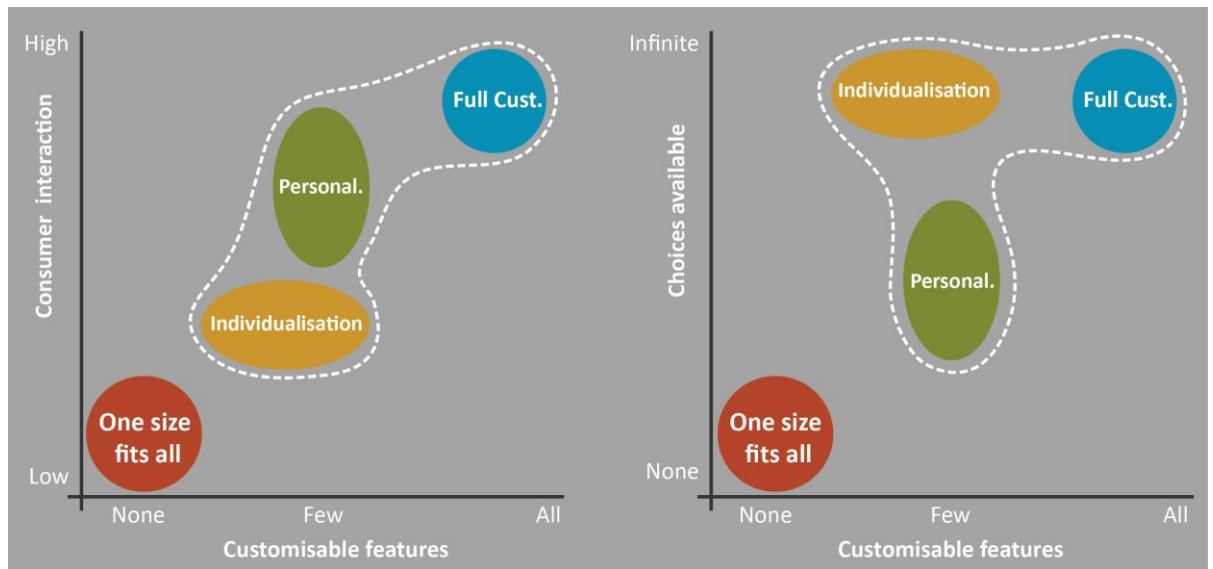 High
Consumer interaction
Low
Full Cust.
Personal.
Individualisation
One size
fits all
None
Few
All
Customisable features
Infinite
Choices available
None
Individualisation
Full Cust.
Personal.
One size
fits all
None
Few
All
Customisable features